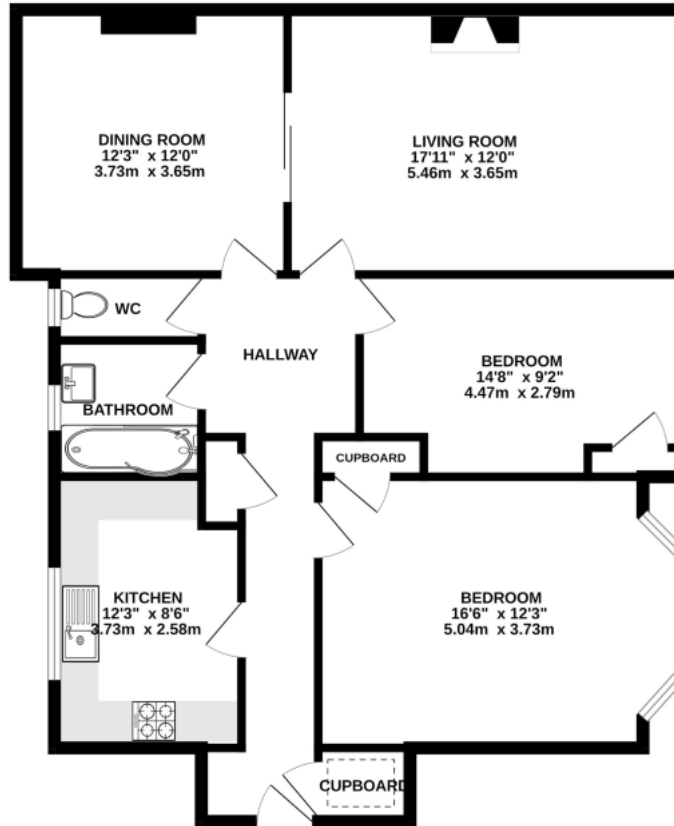 DINING ROOM
12'3" x 12'0"
3.73m x 3.65m
LIVING ROOM
17'11" x 12'0"
5.46m x 3.65m
WC
HALLWAY
BEDROOM
14'8" x 9'2"
4.47m x 2.79m
BATHROOM
CUPBOARD
KITCHEN
12'3" x 8'6"
3.73m x 2.58m
BEDROOM
16'6" x 12'3"
5.04m x 3.73m
CUPBOARD